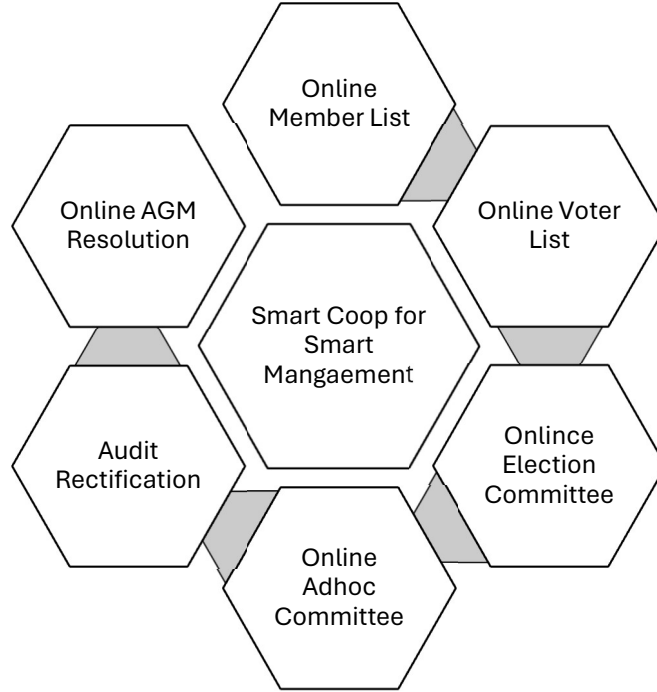 Online
Member List
Online AGM
Resolution
Online Voter
List
Smart Coop for
Smart
Mangaement
Audit
Rectification
Onlince
Election
Committee
Online
Adhoc
Committee